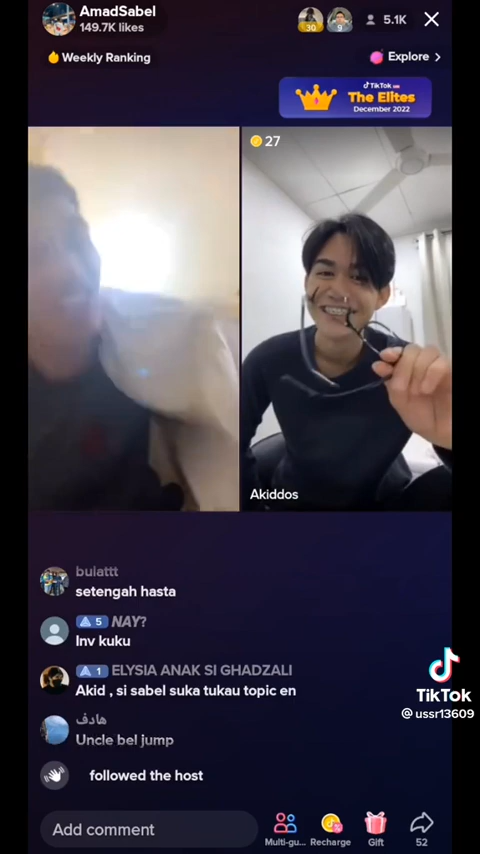 AmadSabel
149.7K likes
30
9
5.1K
Weekly Ranking
Explore
TikTok
The Elites
December 2022
27
Akiddos
bulattt
setengah hasta
5 NAY?
Inv kuku
1 ELYSIA ANAK SI GHADZALI
Akid , si sabel suka tukau topic en
هادف
Uncle bel jump
followed the host
TikTok
@ ussr13609
Add comment
Multi-gu...
Recharge
Gift
52